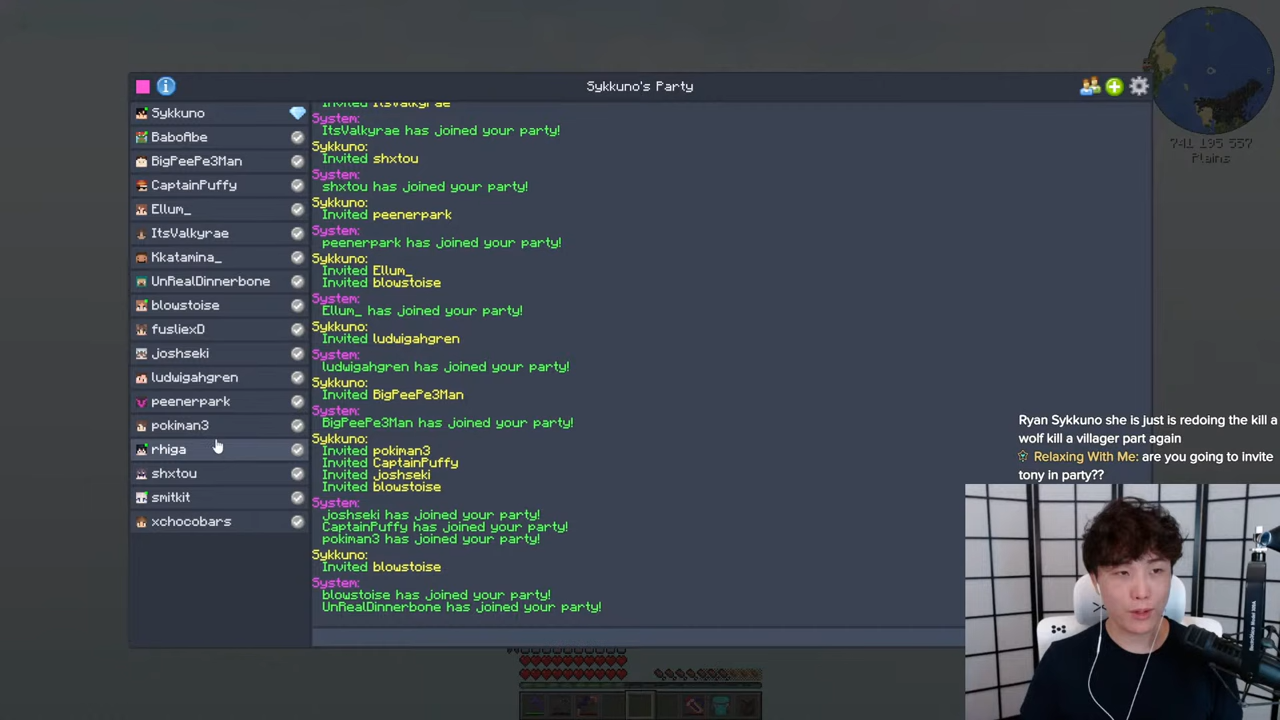 Sykkuno's Party
Sykkuno
BaboAbe
BigPeePe3Man
CaptainPuffy
Ellum_
ItsValkyrae
Kkatamina_
UnRealDinnerbone
blowstoise
fusliexD
joshseki
ludwigahgren
peenerpark
pokiman3
rhiga
shxtou
smitkit
xchocobars
Invited ItsValkyrae
System:
ItsValkyrae has joined your party!
Sykkuno:
Invited shxtou
System:
shxtou has joined your party!
Sykkuno:
Invited peenerpark
System:
peenerpark has joined your party!
Sykkuno:
Invited Ellum_
Invited blowstoise
System:
Ellum_ has joined your party!
Sykkuno:
Invited ludwigahgren
System:
ludwigahgren has joined your party!
Sykkuno:
Invited BigPeePe3Man
System:
BigPeePe3Man has joined your party!
Sykkuno:
Invited pokiman3
Invited CaptainPuffy
Invited joshseki
Invited blowstoise
System:
joshseki has joined your party!
CaptainPuffy has joined your party!
pokiman3 has joined your party!
Sykkuno:
Invited blowstoise
System:
blowstoise has joined your party!
UnRealDinnerbone has joined your party!
741 195 557
Plains
Ryan Sykkuno she is just is redoing the kill a
wolf kill a villager part again
Relaxing With Me: are you going to invite
tony in party??